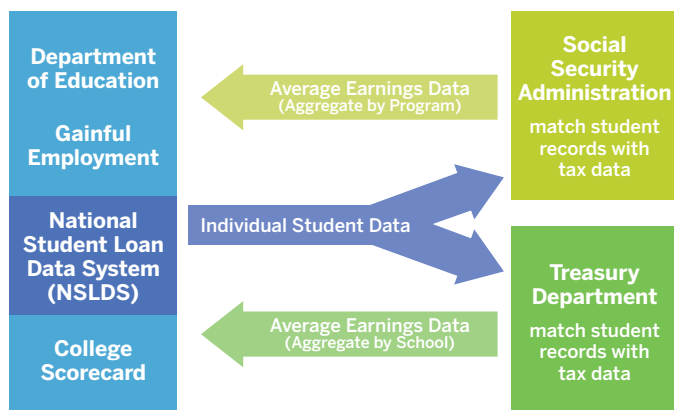 Department
of Education
Gainful
Employment
National
Student Loan
Data System
(NSLDS)
College
Scorecard
Average Earnings Data
(Aggregate by Program)
Individual Student Data
Average Earnings Data
(Aggregate by School)
Social
Security
Administration
match student
records with
tax data
Treasury
Department
match student
records with
tax data